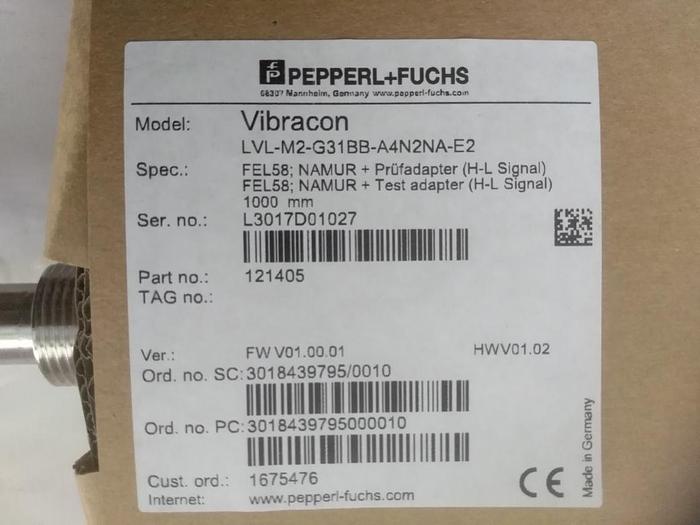 PEPPERL+FUCHS
68307 Mannheim, Germany www.pepperl-fuchs.com
Model: Vibracon
LVL-M2-G31BB-A4N2NA-E2
Spec.: FEL58; NAMUR + Prüfadapter (H-L Signal)
FEL58; NAMUR + Test adapter (H-L Signal)
1000 mm
Ser. no.: L3017D01027
Part no.: 121405
TAG no.:
Ver.: FW V01.00.01 HWV01.02
Ord. no. SC: 3018439795/0010
Ord. no. PC: 3018439795000010
Cust. ord.: 1675476
Internet: www.pepperl-fuchs.com
CE
Made in Germany